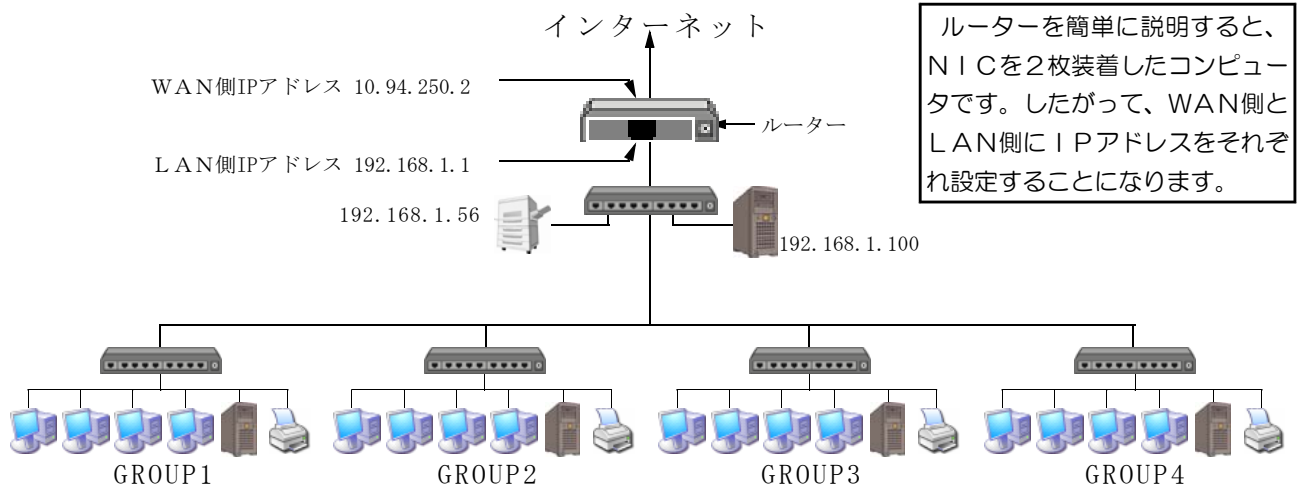 インターネット
ルーターを簡単に説明すると、
ＮＩＣを２枚装着したコンピュー
タです。したがって、ＷＡＮ側と
ＬＡＮ側にＩＰアドレスをそれぞ
れ設定することになります。
ＷＡＮ側IPアドレス 10.94.250.2
ルーター
ＬＡＮ側IPアドレス 192.168.1.1
192.168.1.56
192.168.1.100
GROUP1
GROUP2
GROUP3
GROUP4